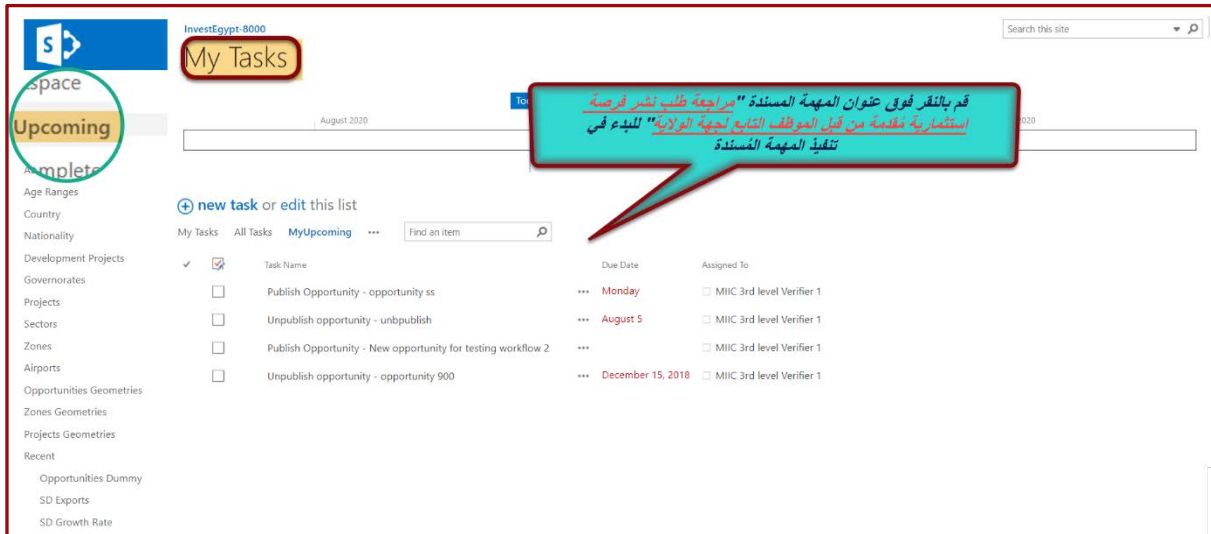 S
InvestEgypt-8000
Search this site
My Tasks
space
Upcoming
August 2020
قم بالنقر فوق عنوان المهمة المسندة "مراجعة طلب نشر فرصة
استثمارية مُقدمة من قبل الموظف التابع لجهة الولاية" للبدء في
تنفيذ المهمة المُسندة
Age Ranges
Country
Nationality
Development Projects
Governorates
Projects
Sectors
Zones
Airports
Opportunities Geometries
Zones Geometries
Projects Geometries
Recent
Opportunities Dummy
SD Exports
SD Growth Rate
new task or edit this list
My Tasks All Tasks MyUpcoming ••• Find an item
Task Name Due Date Assigned To
Publish Opportunity - opportunity ss ••• Monday MIIC 3rd level Verifier 1
Unpublish opportunity - unbpublish ••• August 5 MIIC 3rd level Verifier 1
Publish Opportunity - New opportunity for testing workflow 2 ••• MIIC 3rd level Verifier 1
Unpublish opportunity - opportunity 900 ••• December 15, 2018 MIIC 3rd level Verifier 1